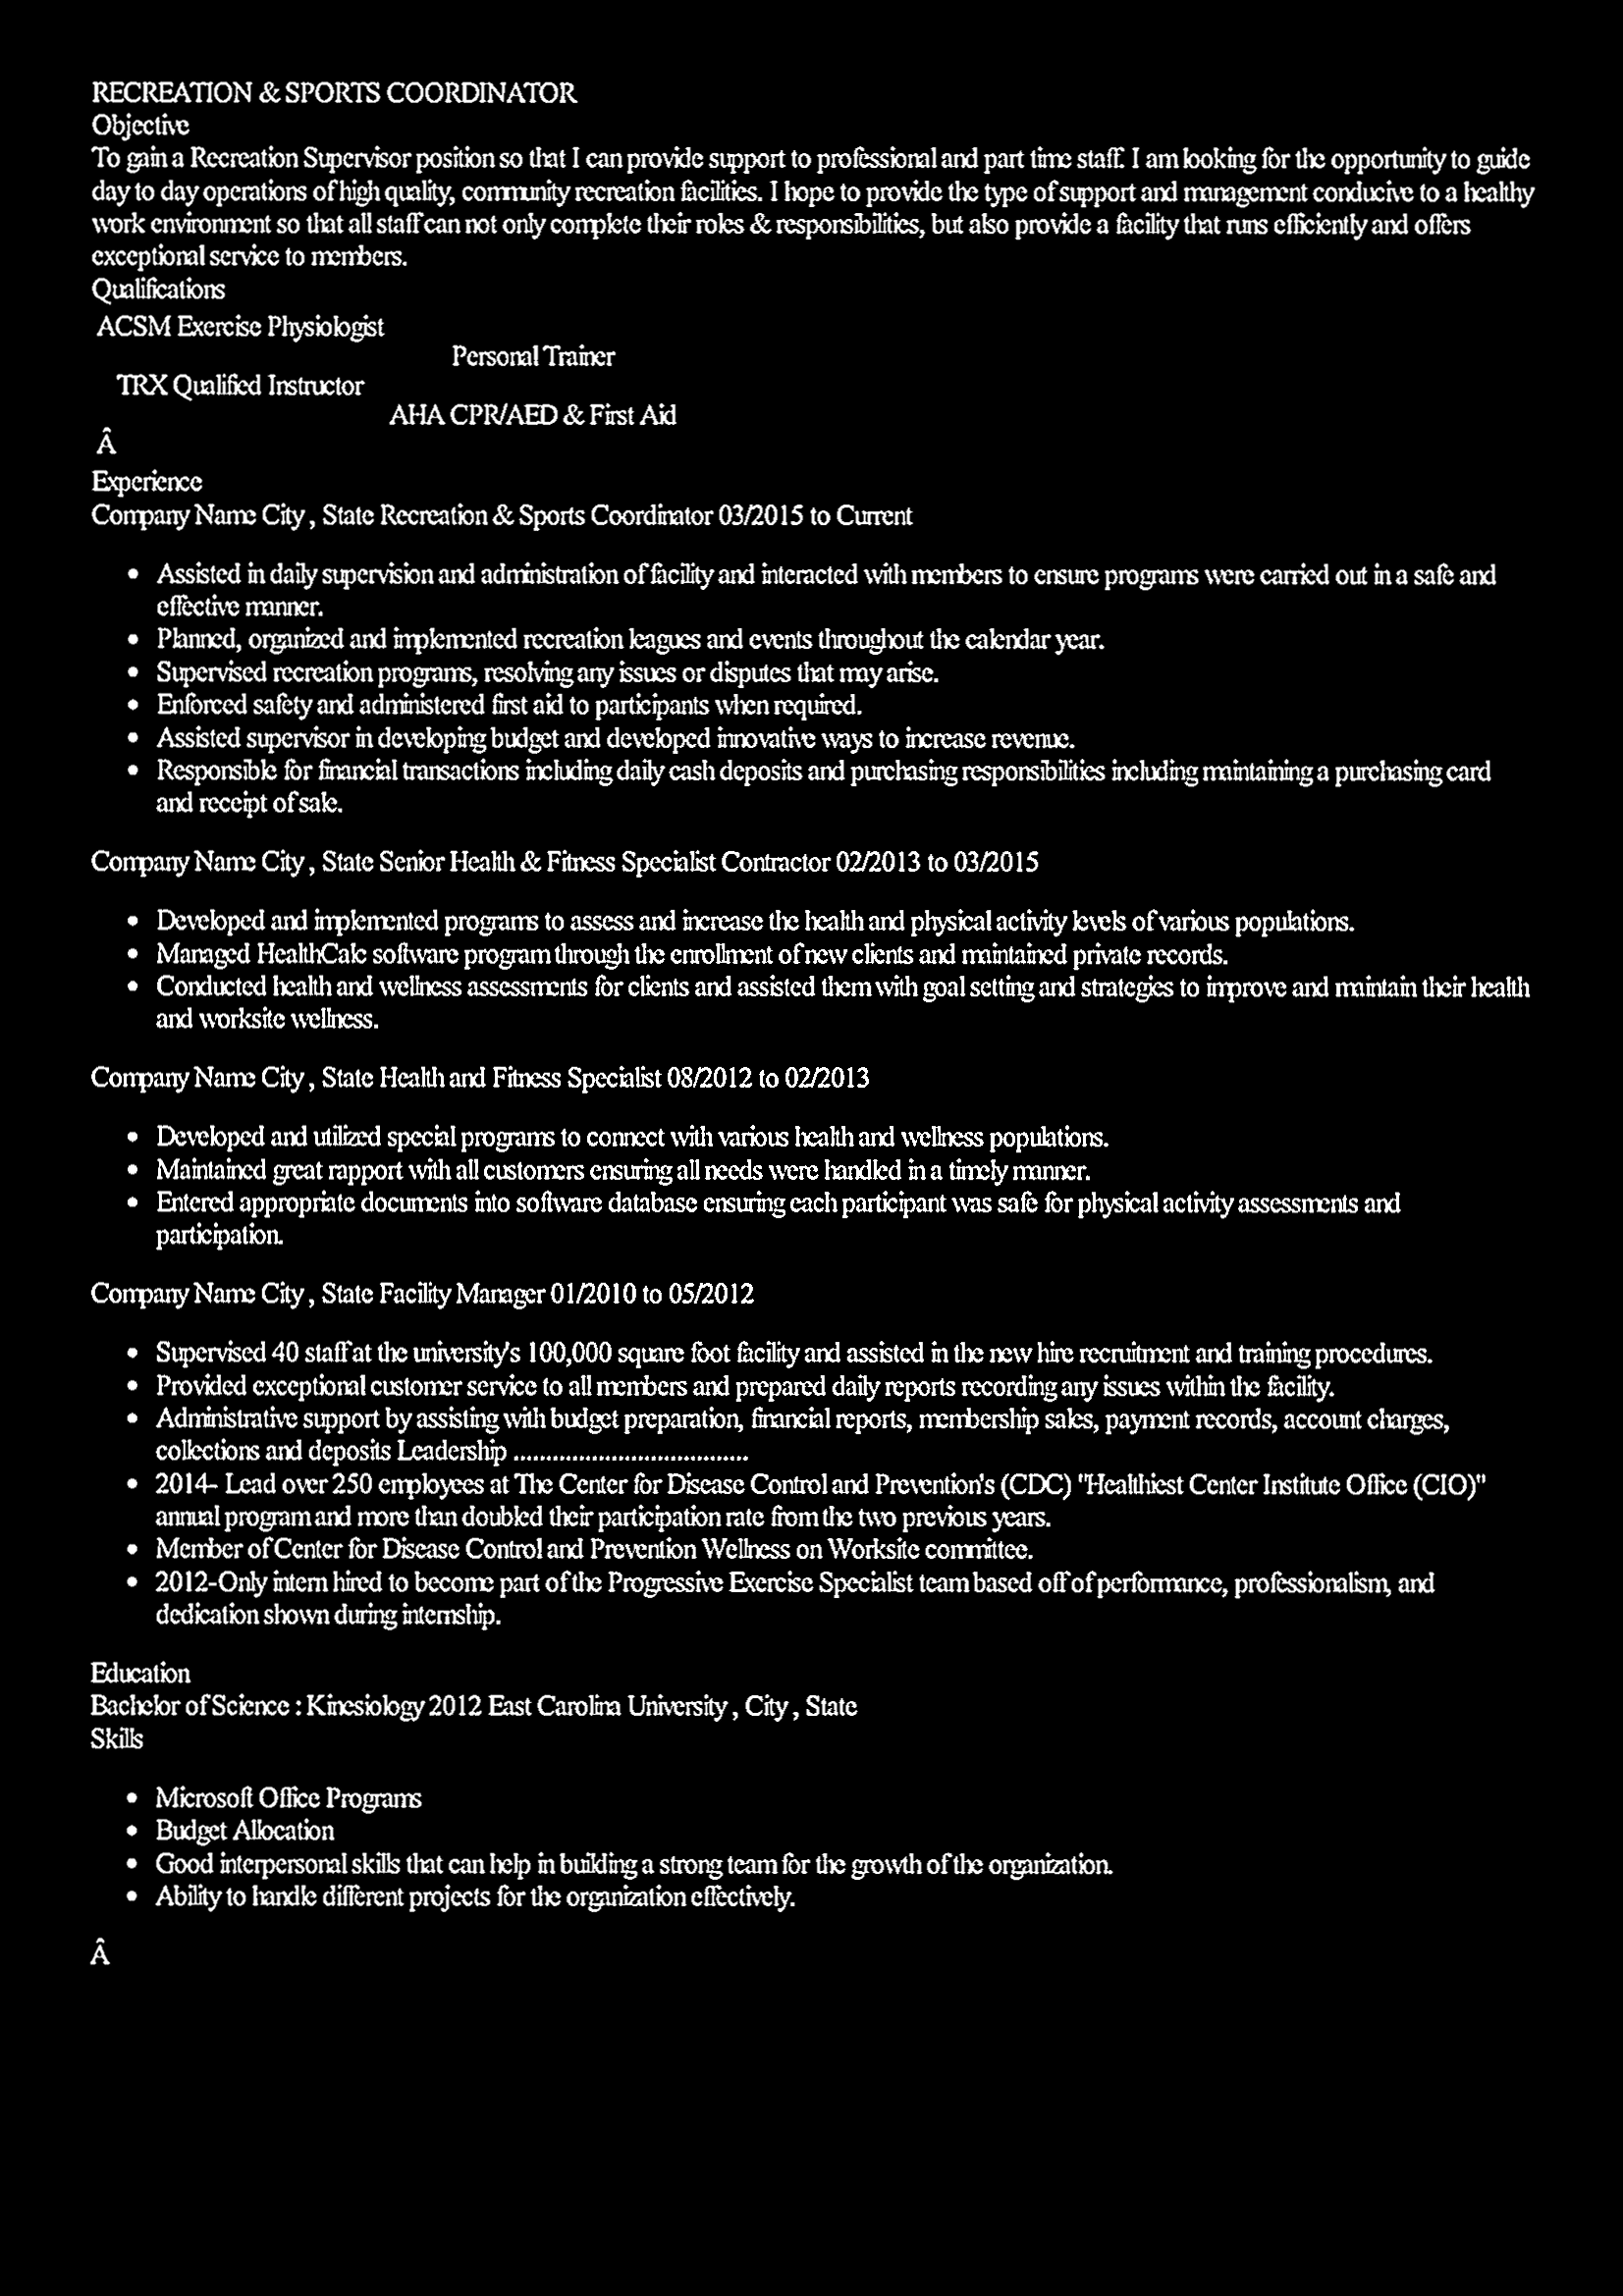 RECREATION & SPORTS COORDINATOR
Objective
To gain a Recreation Supervisor position so that I can provide support to professional and part time staff. I am looking for the opportunity to guide
day to day operations of high quality, community recreation facilities. I hope to provide the type of support and management conducive to a healthy
work environment so that all staff can not only complete their roles & responsibilities, but also provide a facility that runs efficiently and offers
exceptional service to members.
Qualifications
ACSM Exercise Physiologist
Personal Trainer
TRX Qualified Instructor
AHA CPR/AED & First Aid
Â
Experience
Company Name City , State Recreation & Sports Coordinator 03/2015 to Current
• Assisted in daily supervision and administration of facility and interacted with members to ensure programs were carried out in a safe and
effective manner.
• Planned, organized and implemented recreation leagues and events throughout the calendar year.
• Supervised recreation programs, resolving any issues or disputes that may arise.
• Enforced safety and administered first aid to participants when required.
• Assisted supervisor in developing budget and developed innovative ways to increase revenue.
• Responsible for financial transactions including daily cash deposits and purchasing responsibilities including maintaining a purchasing card
and receipt of sale.
Company Name City , State Senior Health & Fitness Specialist Contractor 02/2013 to 03/2015
• Developed and implemented programs to assess and increase the health and physical activity levels of various populations.
• Managed HealthCalc software program through the enrollment of new clients and maintained private records.
• Conducted health and wellness assessments for clients and assisted them with goal setting and strategies to improve and maintain their health
and worksite wellness.
Company Name City , State Health and Fitness Specialist 08/2012 to 02/2013
• Developed and utilized special programs to connect with various health and wellness populations.
• Maintained great rapport with all customers ensuring all needs were handled in a timely manner.
• Entered appropriate documents into software database ensuring each participant was safe for physical activity assessments and
participation.
Company Name City , State Facility Manager 01/2010 to 05/2012
• Supervised 40 staff at the university's 100,000 square foot facility and assisted in the new hire recruitment and training procedures.
• Provided exceptional customer service to all members and prepared daily reports recording any issues within the facility.
• Administrative support by assisting with budget preparation, financial reports, membership sales, payment records, account charges,
collections and deposits Leadership ....................................
• 2014- Lead over 250 employees at The Center for Disease Control and Prevention's (CDC) "Healthiest Center Institute Office (CIO)"
annual program and more than doubled their participation rate from the two previous years.
• Member of Center for Disease Control and Prevention Wellness on Worksite committee.
• 2012-Only intern hired to become part of the Progressive Exercise Specialist team based off of performance, professionalism, and
dedication shown during internship.
Education
Bachelor of Science : Kinesiology 2012 East Carolina University , City , State
Skills
• Microsoft Office Programs
• Budget Allocation
• Good interpersonal skills that can help in building a strong team for the growth of the organization.
• Ability to handle different projects for the organization effectively.
Â